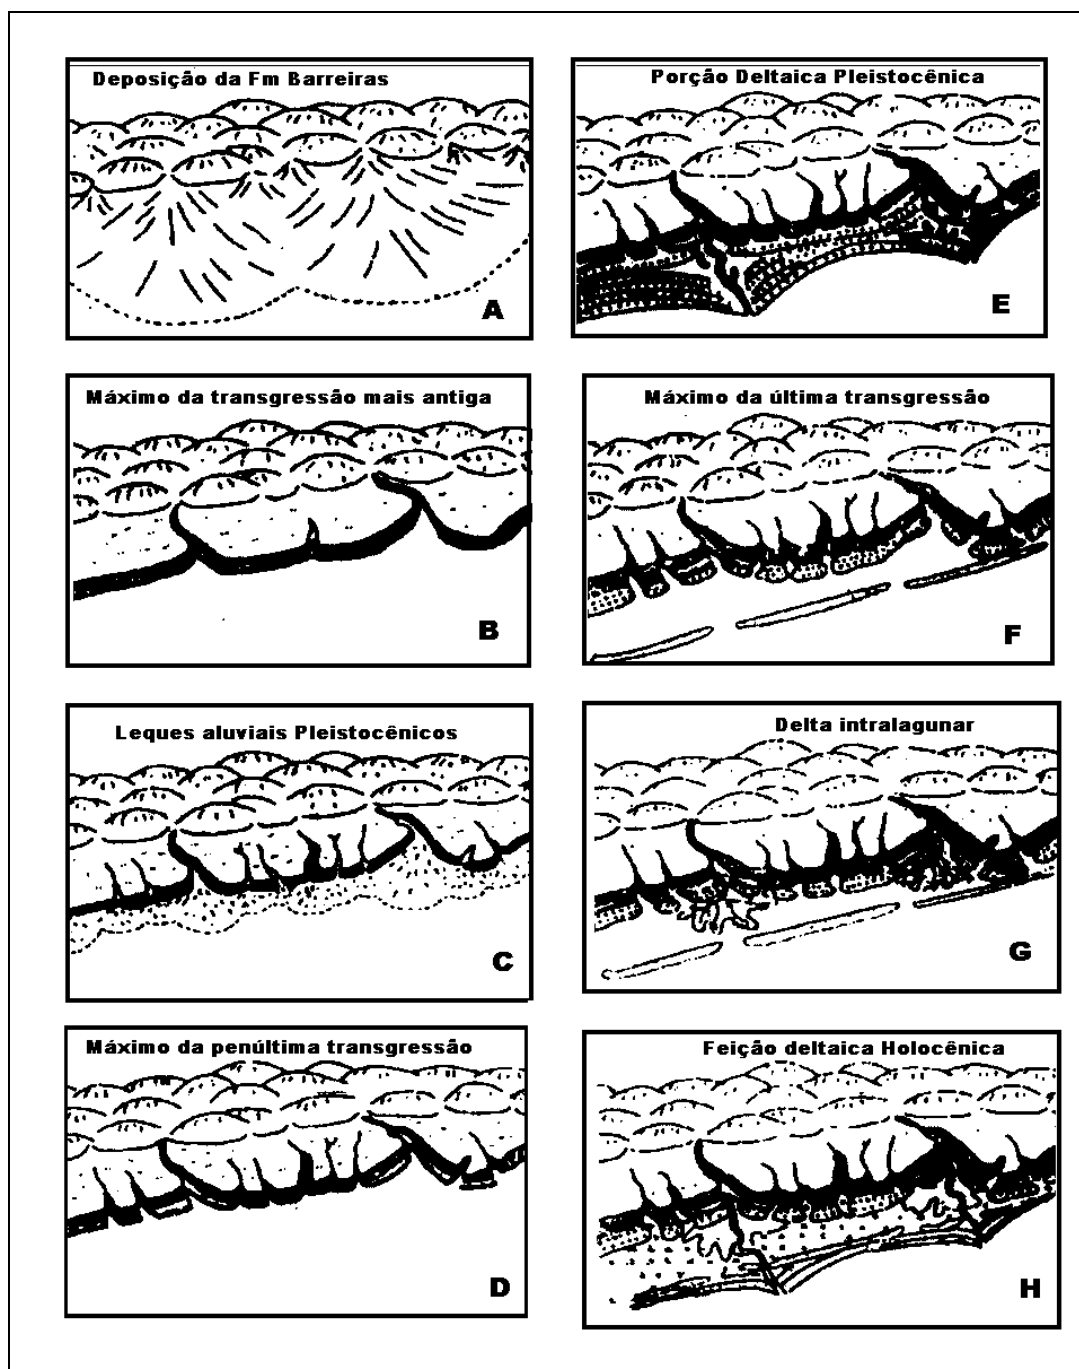 Deposição da Fm Barreiras
A
Máximo da transgressão mais antiga
B
Leques aluviais Pleistocênicos
C
Máximo da penúltima transgressão
D
Porção Deltaica Pleistocênica
E
Máximo da última transgressão
F
Delta intralagunar
G
Feição deltaica Holocênica
H